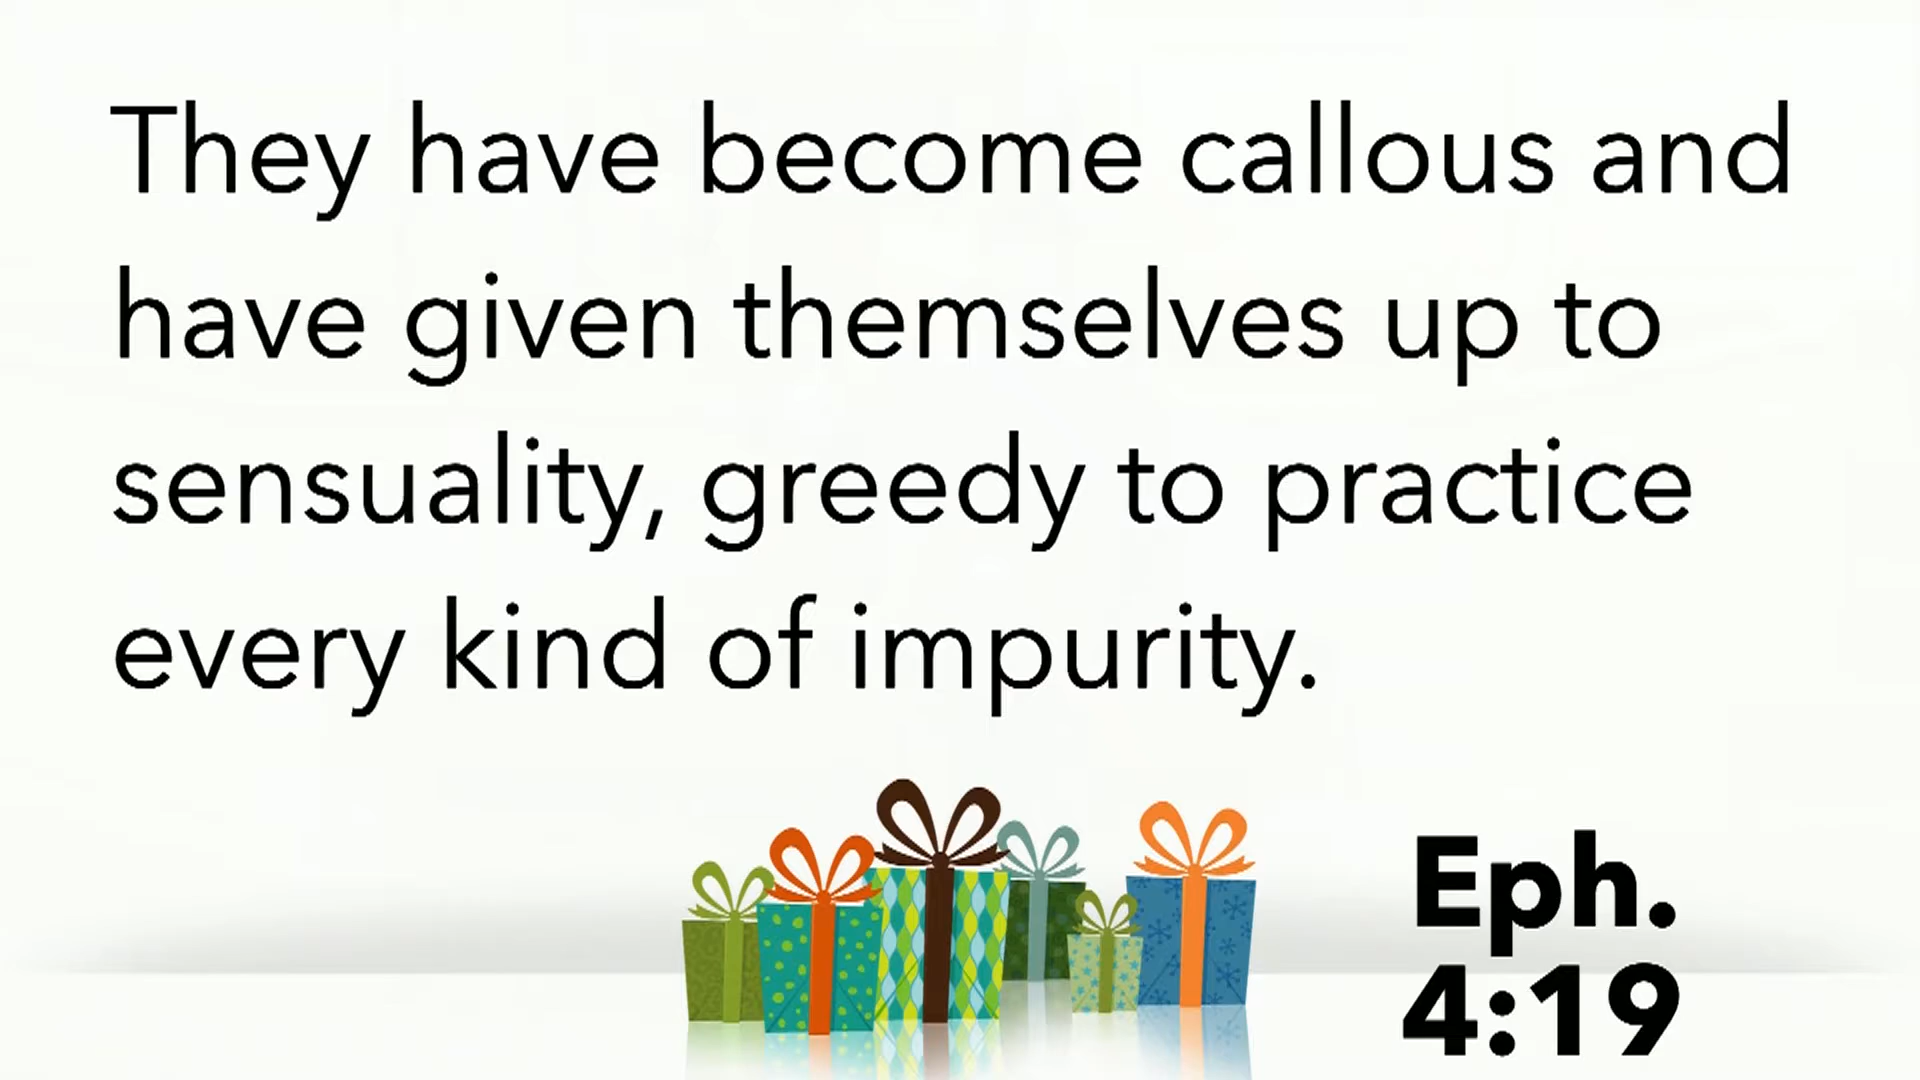 They have become callous and
have given themselves up to
sensuality, greedy to practice
every kind of impurity.
Eph.
4:19